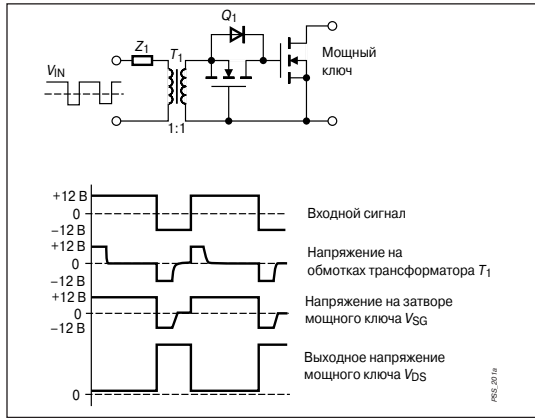 Q1
Z1
T1
Мощный
ключ
VIN
1:1
+12 В
0
−12 В
Входной сигнал
+12 В
0
−12 В
Напряжение на
обмотках трансформатора T1
+12 В
0
−12 В
Напряжение на затворе
мощного ключа VSG
Выходное напряжение
мощного ключа VDS
0
PSS_201a